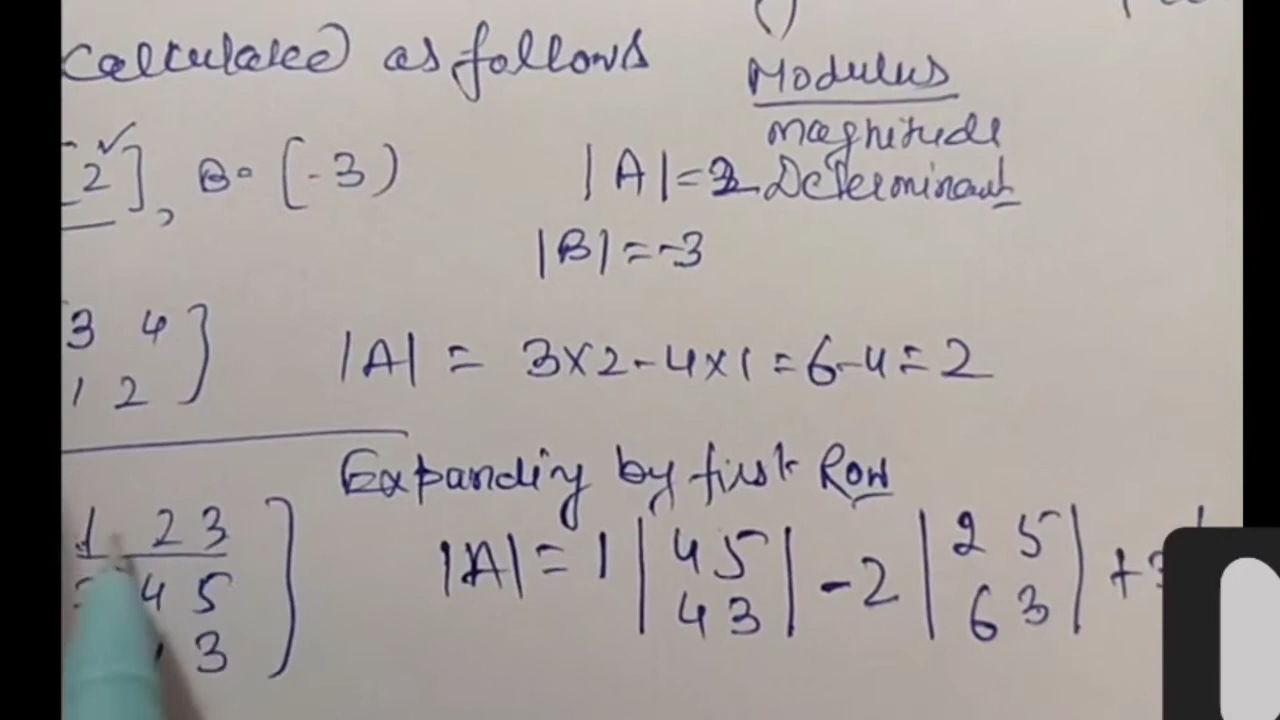 calculated as follows
Modulus
magnitude
[2], B = [-3)
|A| = 2 Determinant
|B| = -3
3 4
1 2
|A| = 3×2-4×1=6-4=2
Expanding by first Row
1 2 3
4 5
3
|A| = 1 |4 5| - 2 |2 5| +3
|4 3| |6 3|